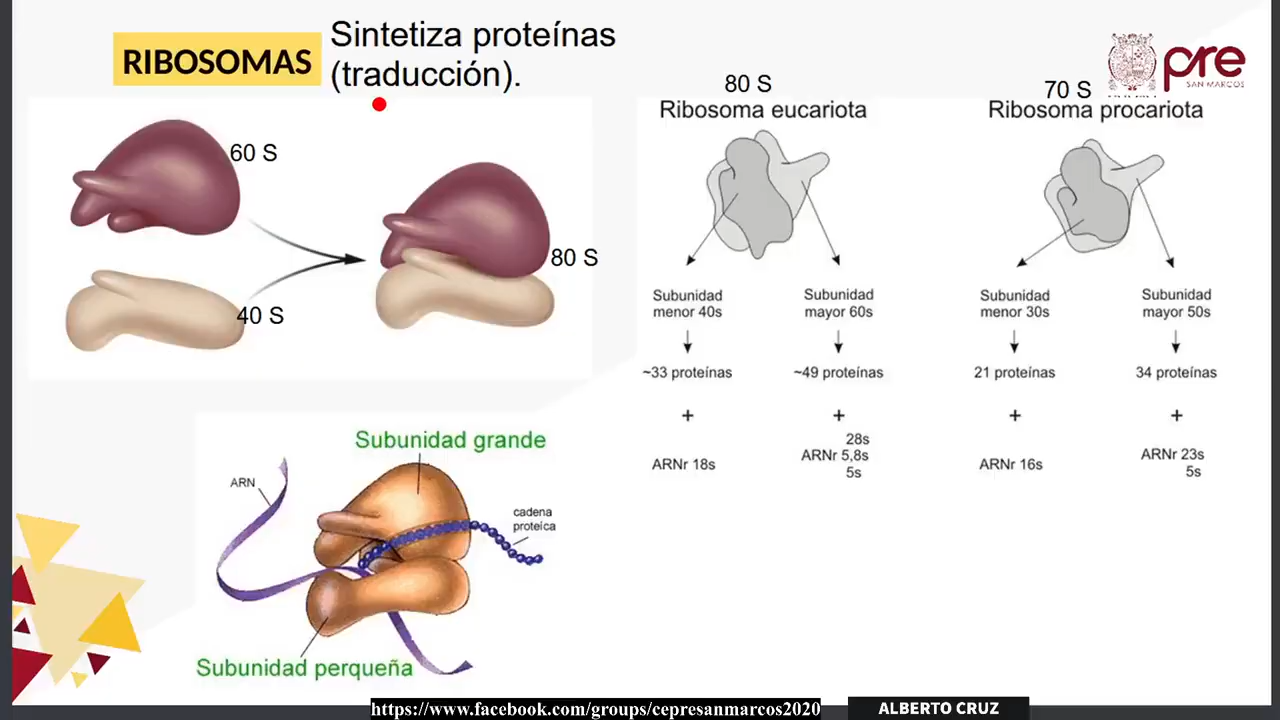 RIBOSOMAS
Sintetiza proteínas
(traducción).
pre
SAN MARCOS
60 S
40 S
80 S
80 S
Ribosoma eucariota
Subunidad
menor 40s
~33 proteínas
+
ARNr 18s
Subunidad
mayor 60s
~49 proteínas
+
28s
ARNr 5,8s
5s
70 S
Ribosoma procariota
Subunidad
menor 30s
21 proteínas
+
ARNr 16s
Subunidad
mayor 50s
34 proteínas
+
ARNr 23s
5s
Subunidad grande
ARN
cadena
proteíca
Subunidad perqueña
https://www.facebook.com/groups/cepresanmarcos2020
ALBERTO CRUZ